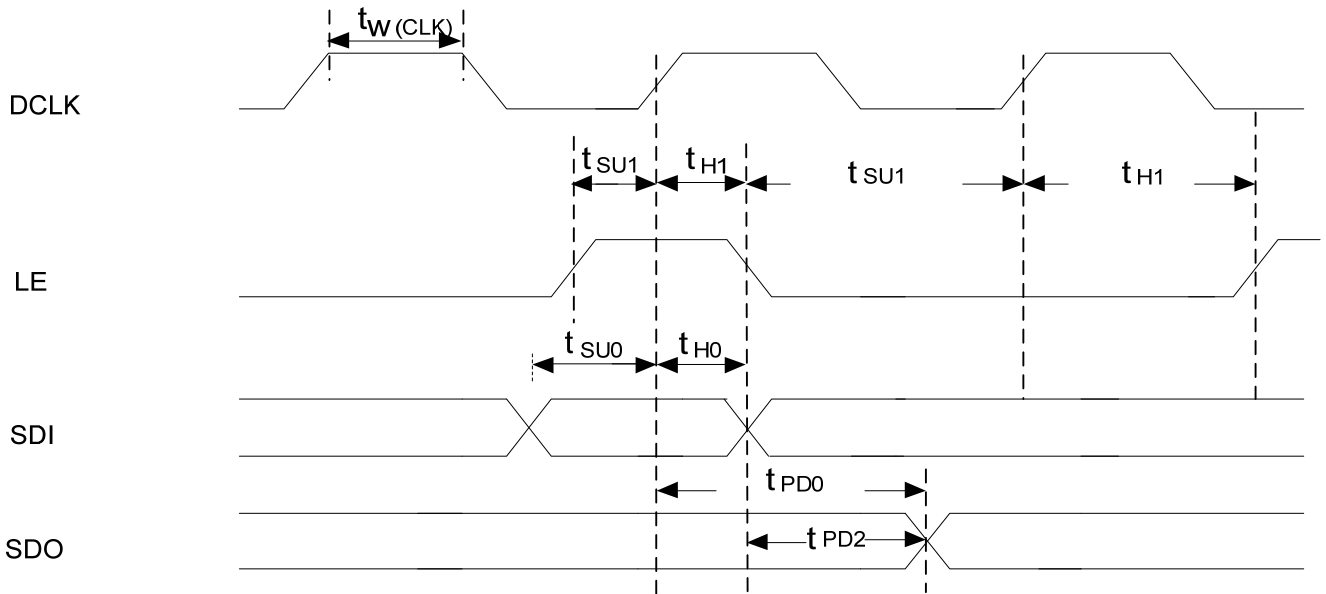 tW(CLK)
DCLK
tSU1 tH1 tSU1 tH1
LE
tSU0 tH0
SDI
tPD0
SDO tPD2